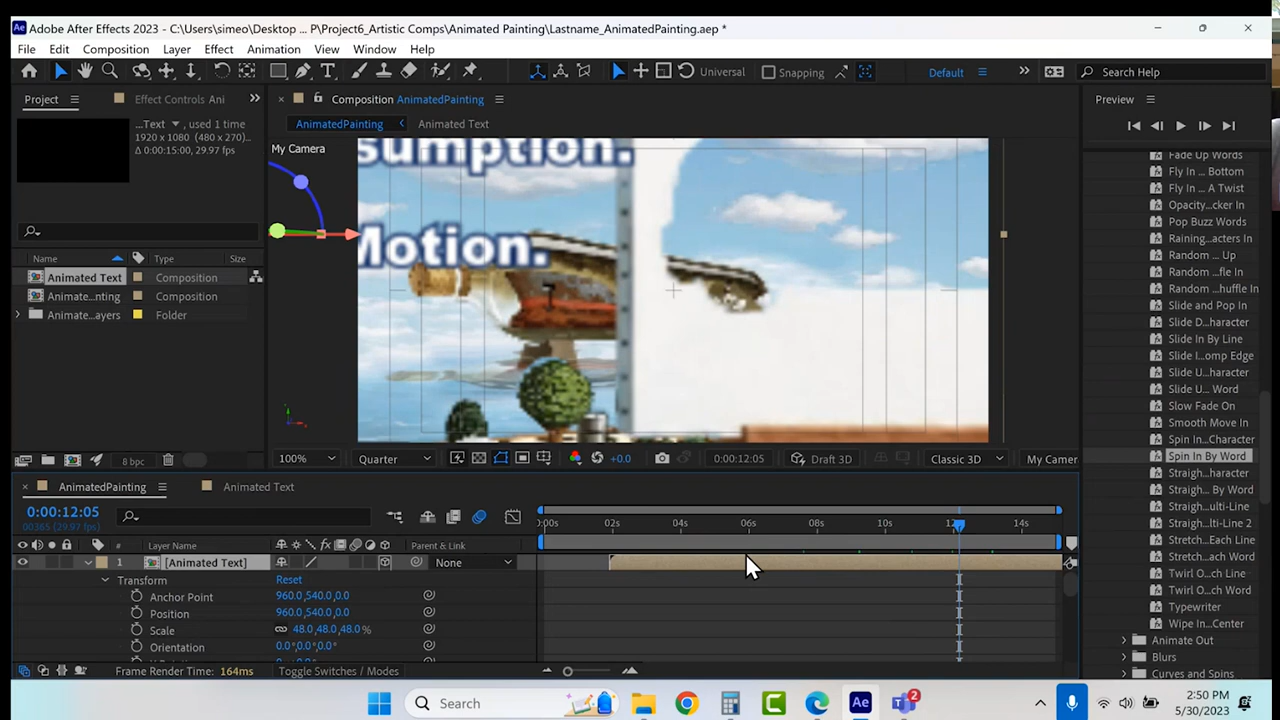 Adobe After Effects 2023 - C:\Users\simeo\Desktop ... P\Project6_Artistic Comps\Animated Painting\Lastname_AnimatedPainting.aep *
File Edit Composition Layer Effect Animation View Window Help
Universal Snapping Default Search Help
Project Effect Controls Ani Composition AnimatedPainting Preview
...Text , used 1 time
1920 x 1080 (480 x 270)...
Δ 0:00:15:00, 29.97 fps
AnimatedPainting Animated Text
My Camera
sumption.
Motion.
Name Type
Animated Text Composition
Animate...nting Composition
Animate...ayers Folder
8 bpc
100% Quarter +0.0 0:00:12:05 Draft 3D Classic 3D My Camer
Fade Up Words
Fly In ... Bottom
Fly In ... A Twist
Opacity...cker In
Pop Buzz Words
Raining...acters In
Random ... Up
Random ...fle In
Random ...huffle In
Slide and Pop In
Slide D...haracter
Slide In By Line
Slide I...omp Edge
Slide U...haracter
Slide U... Word
Slow Fade On
Smooth Move In
Spin In...Character
Spin In By Word
Straigh...haracter
Straigh... By Word
Straigh...ulti-Line
Straigh...lti-Line 2
Stretch...Each Line
Stretch...ach Word
Twirl O...ch Line
Twirl O...ch Word
Typewriter
Wipe In...Center
Animate Out
Blurs
Curves and Spins
AnimatedPainting Animated Text
0:00:12:05
00365 (29.97 fps)
:00s 02s 04s 06s 08s 10s 12s 14s
# Layer Name Parent & Link
1 [Animated Text] None
Transform Reset
Anchor Point 960.0,540.0,0.0
Position 960.0,540.0,0.0
Scale 48.0,48.0,48.0%
Orientation 0.0°,0.0°,0.0°
Frame Render Time: 164ms Toggle Switches / Modes
Search
2
2:50 PM
5/30/2023